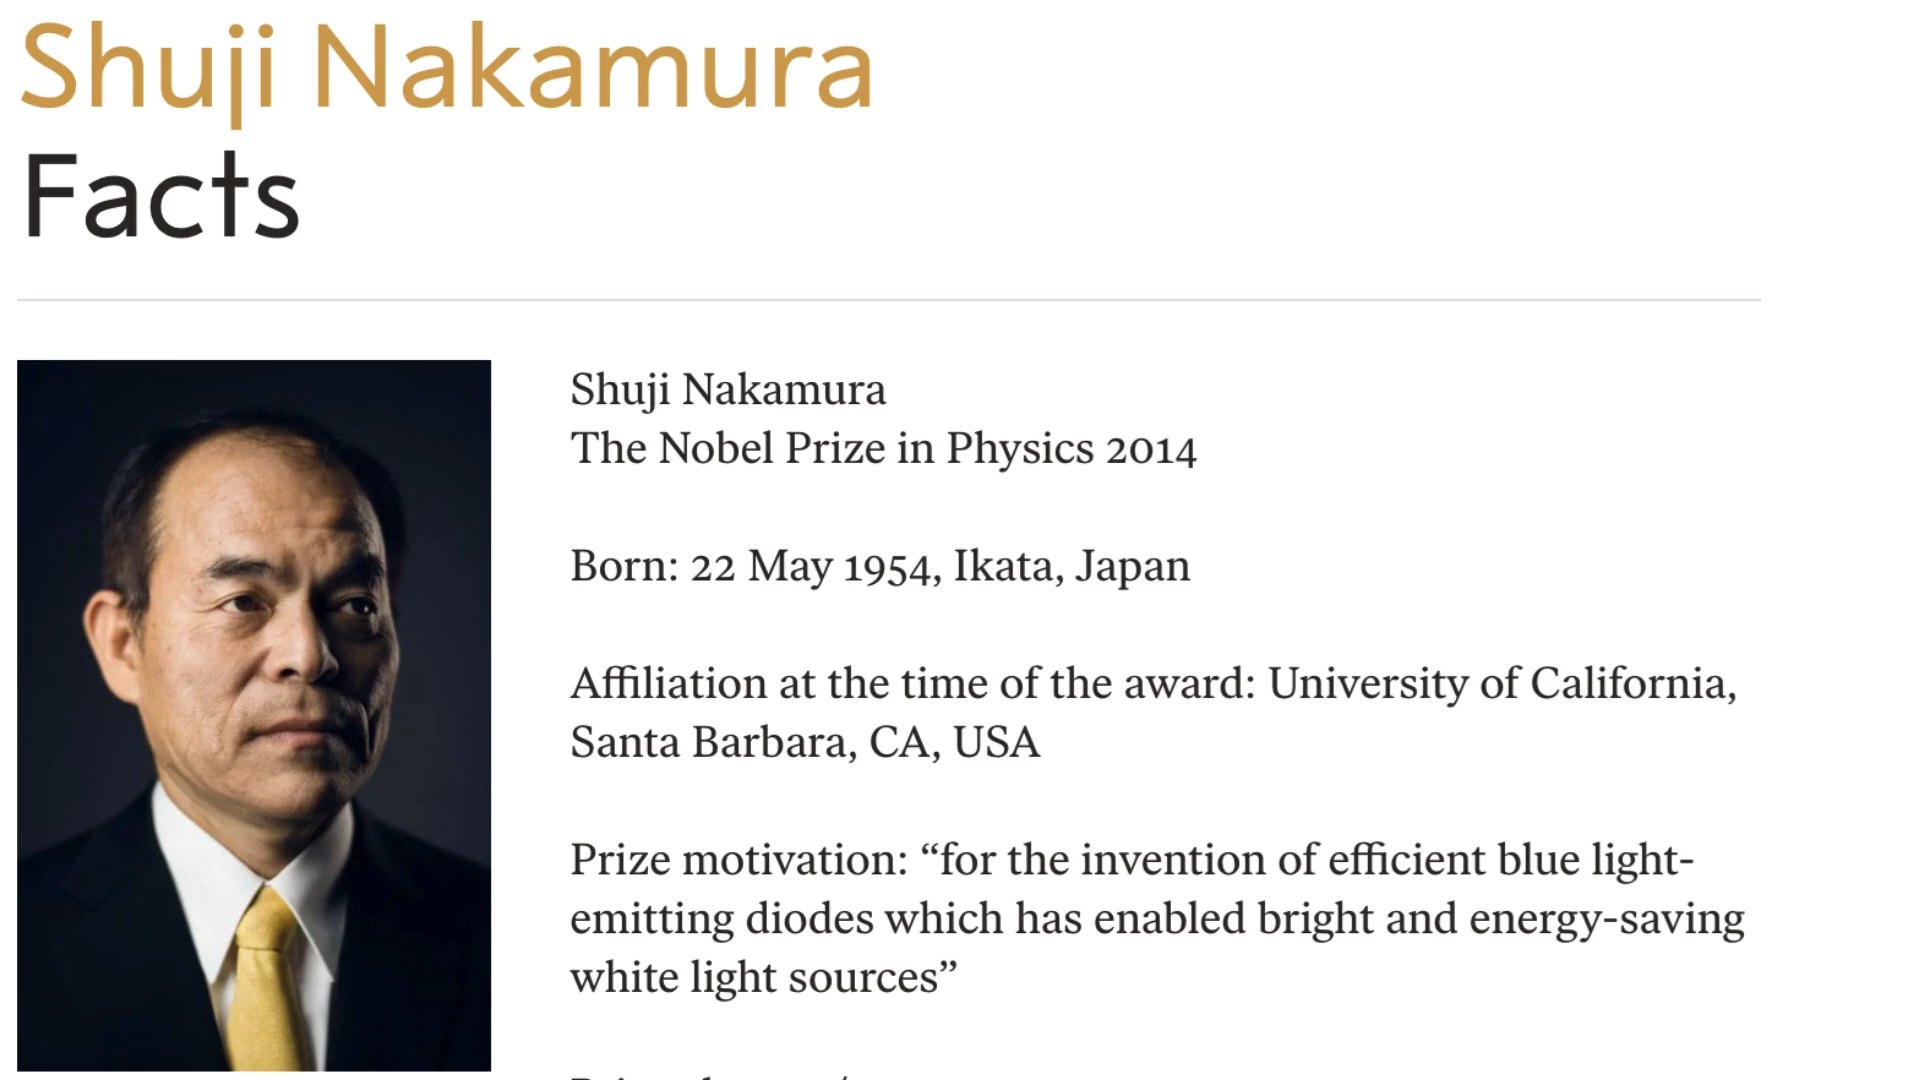 Shuji Nakamura
Facts
Shuji Nakamura
The Nobel Prize in Physics 2014
Born: 22 May 1954, Ikata, Japan
Affiliation at the time of the award: University of California,
Santa Barbara, CA, USA
Prize motivation: “for the invention of efficient blue light-
emitting diodes which has enabled bright and energy-saving
white light sources”